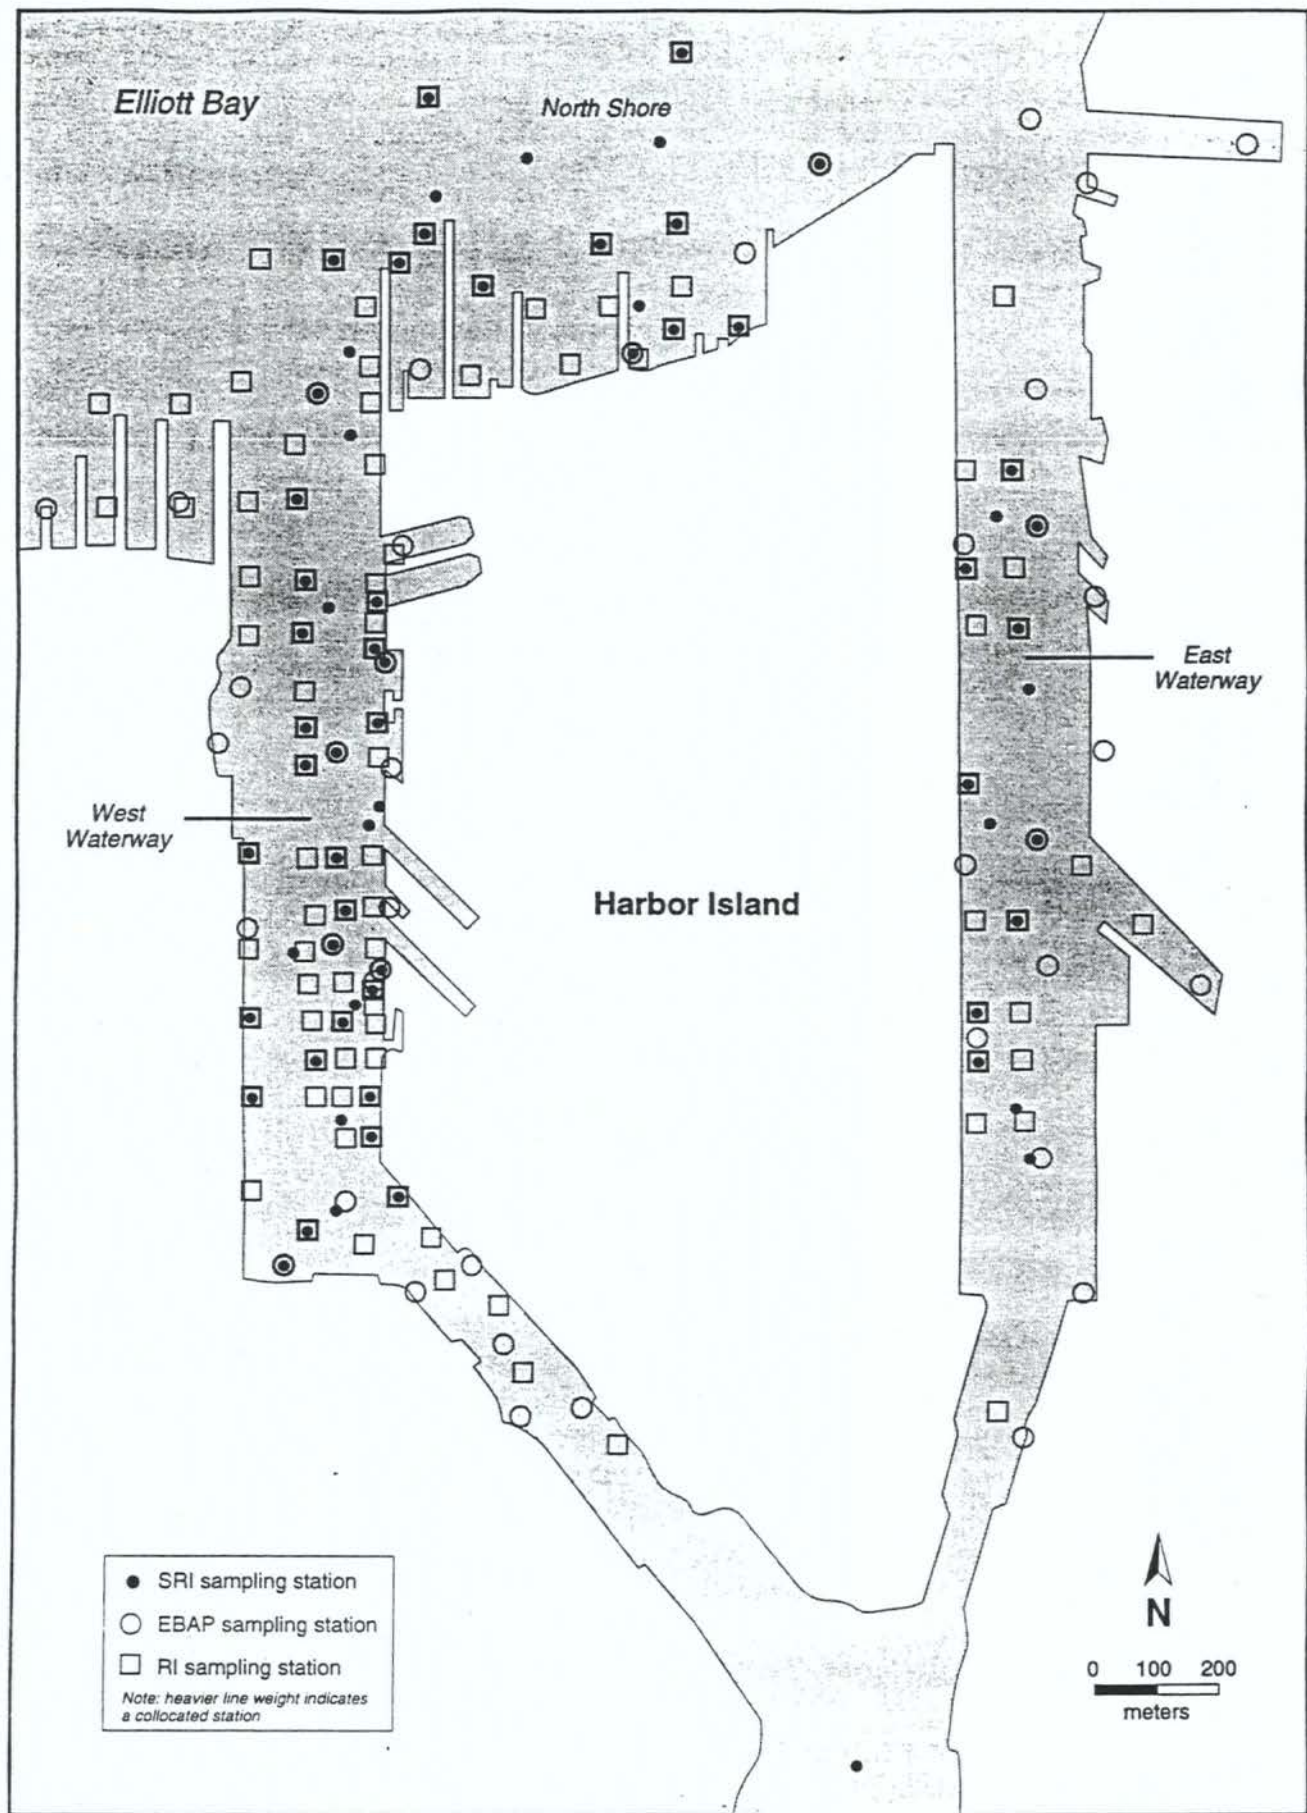 Elliott Bay
North Shore
East
Waterway
West
Waterway
Harbor Island
SRI sampling station
EBAP sampling station
RI sampling station
Note: heavier line weight indicates
a collocated station
N
0 100 200
meters